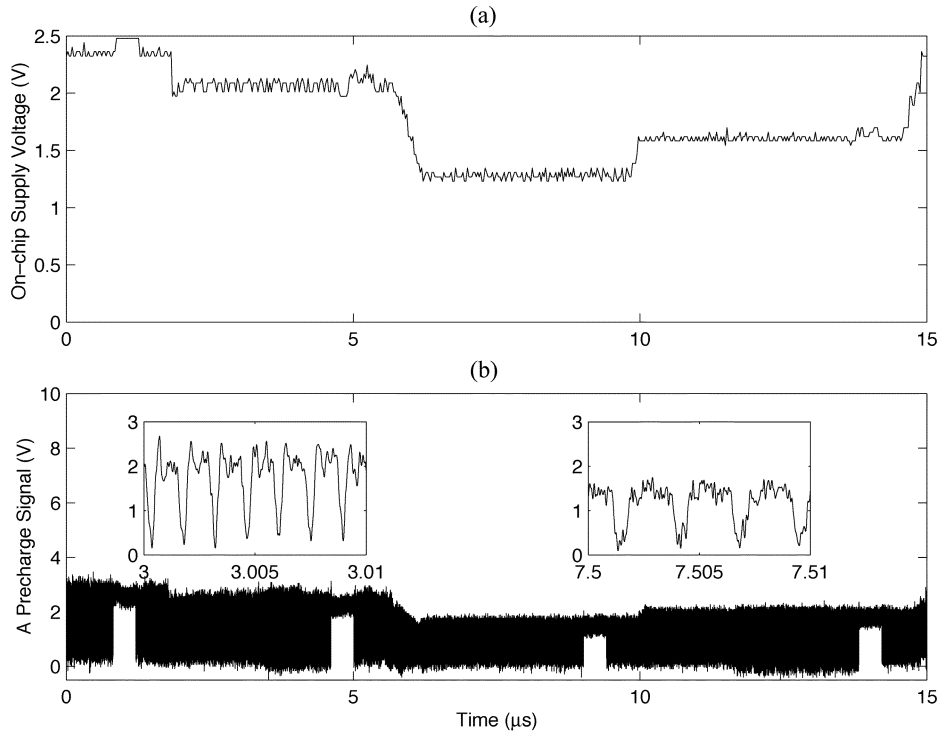 (a)
On–chip Supply Voltage (V)
2.5
2
1.5
1
0.5
0
0 5 10 15
(b)
A Precharge Signal (V)
10
8
6
4
2
0
3
2
1
0
3 3.005 3.01
3
2
1
0
7.5 7.505 7.51
0 5 10 15
Time (μs)